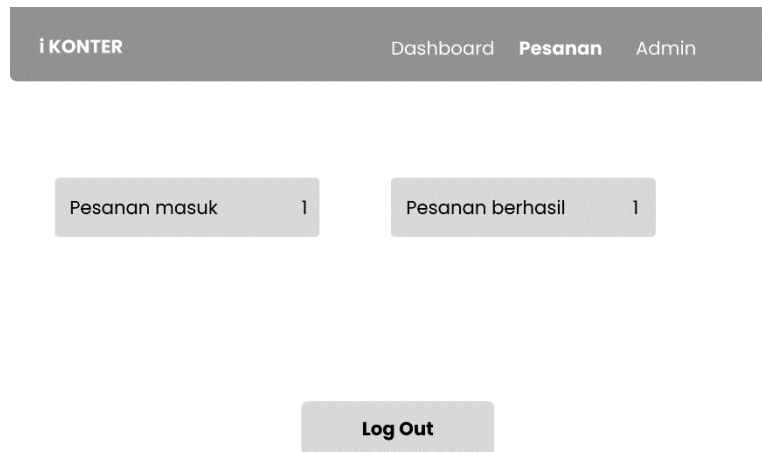 i KONTER Dashboard Pesanan Admin
Pesanan masuk 1 Pesanan berhasil 1
Log Out